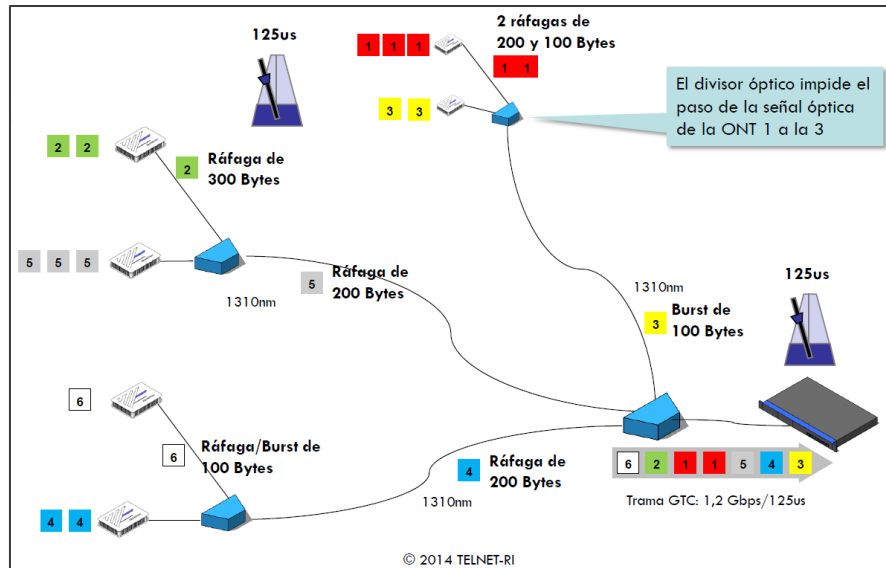 125us
2 ráfagas de
200 y 100 Bytes
1 1 1
1 1
3 3
El divisor óptico impide el
paso de la señal óptica
de la ONT 1 a la 3
2 2
2
Ráfaga de
300 Bytes
5 5 5
5
Ráfaga de
200 Bytes
1310nm
1310nm
3
Burst de
100 Bytes
125us
6
6
Ráfaga/Burst de
100 Bytes
4 4
4
Ráfaga de
200 Bytes
1310nm
6 2 1 1 5 4 3
Trama GTC: 1,2 Gbps/125us
© 2014 TELNET-RI